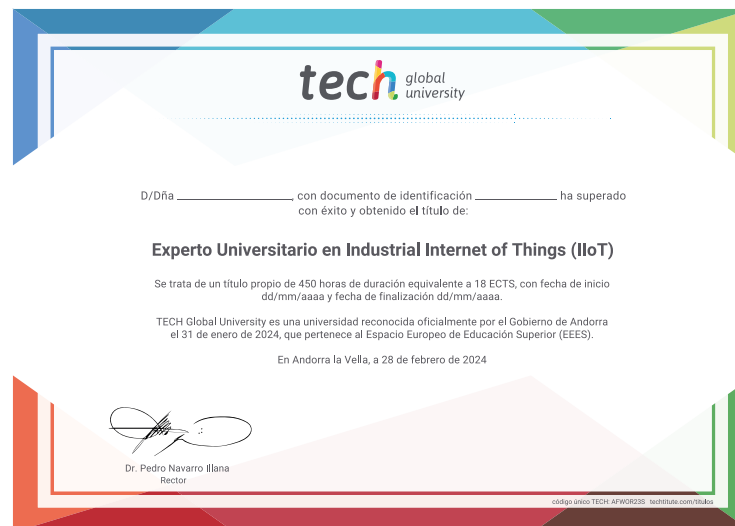 tech global university
D/Dña ______________, con documento de identificación ______________ ha superado
con éxito y obtenido el título de:
Experto Universitario en Industrial Internet of Things (IIoT)
Se trata de un título propio de 450 horas de duración equivalente a 18 ECTS, con fecha de inicio
dd/mm/aaaa y fecha de finalización dd/mm/aaaa.
TECH Global University es una universidad reconocida oficialmente por el Gobierno de Andorra
el 31 de enero de 2024, que pertenece al Espacio Europeo de Educación Superior (EEES).
En Andorra la Vella, a 28 de febrero de 2024
Dr. Pedro Navarro Illana
Rector
código único TECH: AFWOR23S techtitute.com/titulos